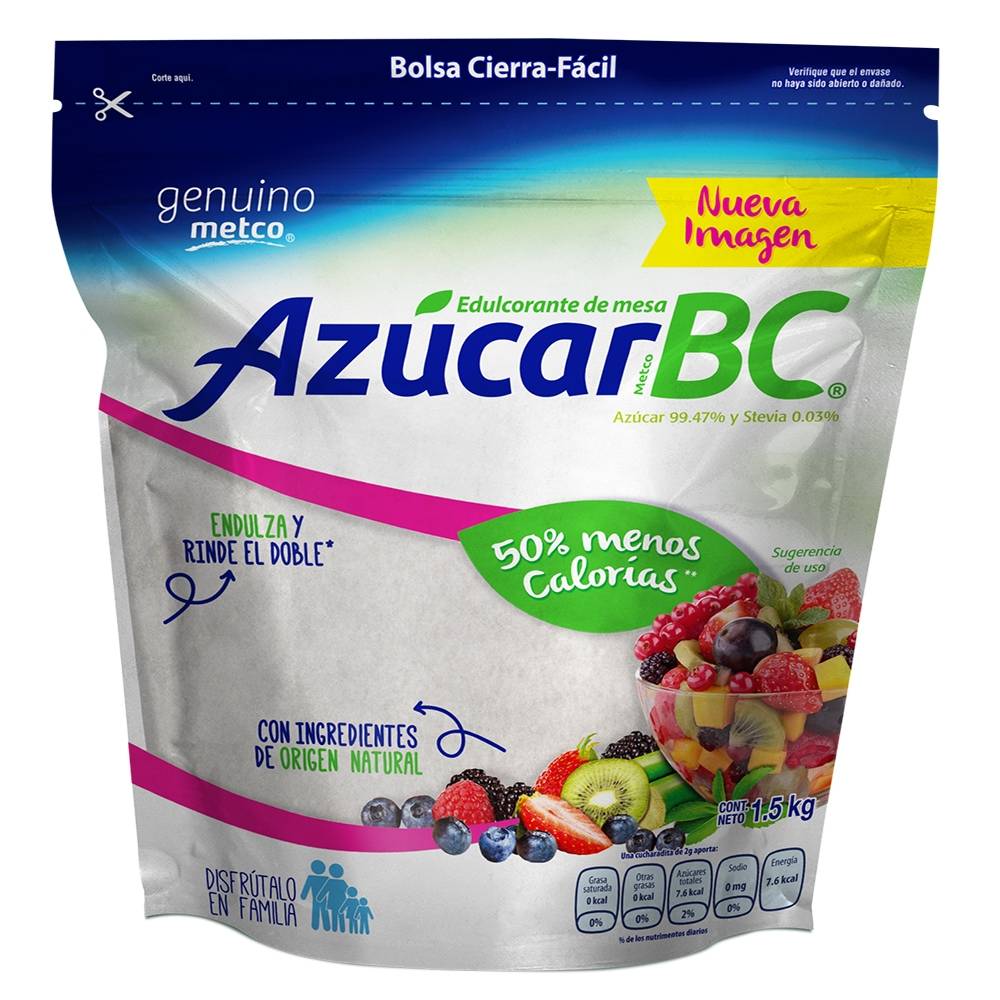 Bolsa Cierra-Fácil
Corte aquí.
Verifique que el envase
no haya sido abierto o dañado.
genuino
metco®
Nueva
Imagen
Edulcorante de mesa
Azúcar BC®
Metco
Azúcar 99.47% y Stevia 0.03%
ENDULZA Y
RINDE EL DOBLE*
50% menos
Calorías**
Sugerencia
de uso
CON INGREDIENTES
DE ORIGEN NATURAL
CONT.
NETO 1.5 kg
DISFRÚTALO
EN FAMILIA
Una cucharadita de 2g aporta:
Grasa
saturada
0 kcal
0%
Otras
grasas
0 kcal
0%
Azúcares
totales
7.6 kcal
2%
Sodio
0 mg
0%
Energía
7.6 kcal
% de los nutrimentos diarios